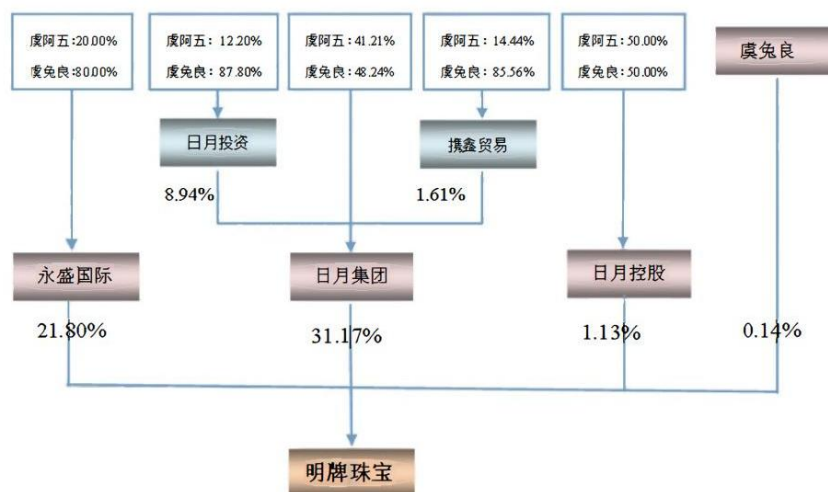 虞阿五:20.00%
虞兔良:80.00%
虞阿五: 12.20%
虞兔良: 87.80%
虞阿五:41.21%
虞兔良:48.24%
虞阿五:14.44%
虞兔良:85.56%
虞阿五:50.00%
虞兔良:50.00%
虞兔良
日月投资
携鑫贸易
8.94%
1.61%
永盛国际
日月集团
日月控股
21.80%
31.17%
1.13%
0.14%
明牌珠宝